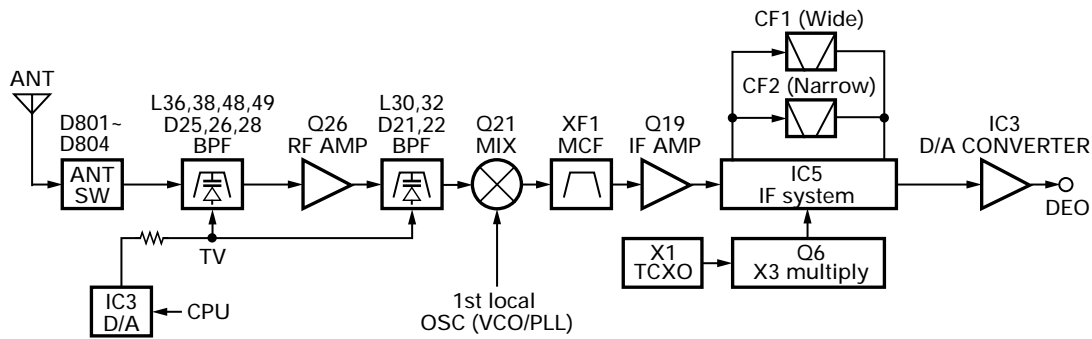 CF1 (Wide)
CF2 (Narrow)
ANT
D801~
D804
ANT
SW
L36,38,48,49
D25,26,28
BPF
Q26
RF AMP
L30,32
D21,22
BPF
Q21
MIX
XF1
MCF
Q19
IF AMP
IC5
IF system
IC3
D/A CONVERTER
DEO
TV
X1
TCXO
Q6
X3 multiply
IC3
D/A
CPU
1st local
OSC (VCO/PLL)